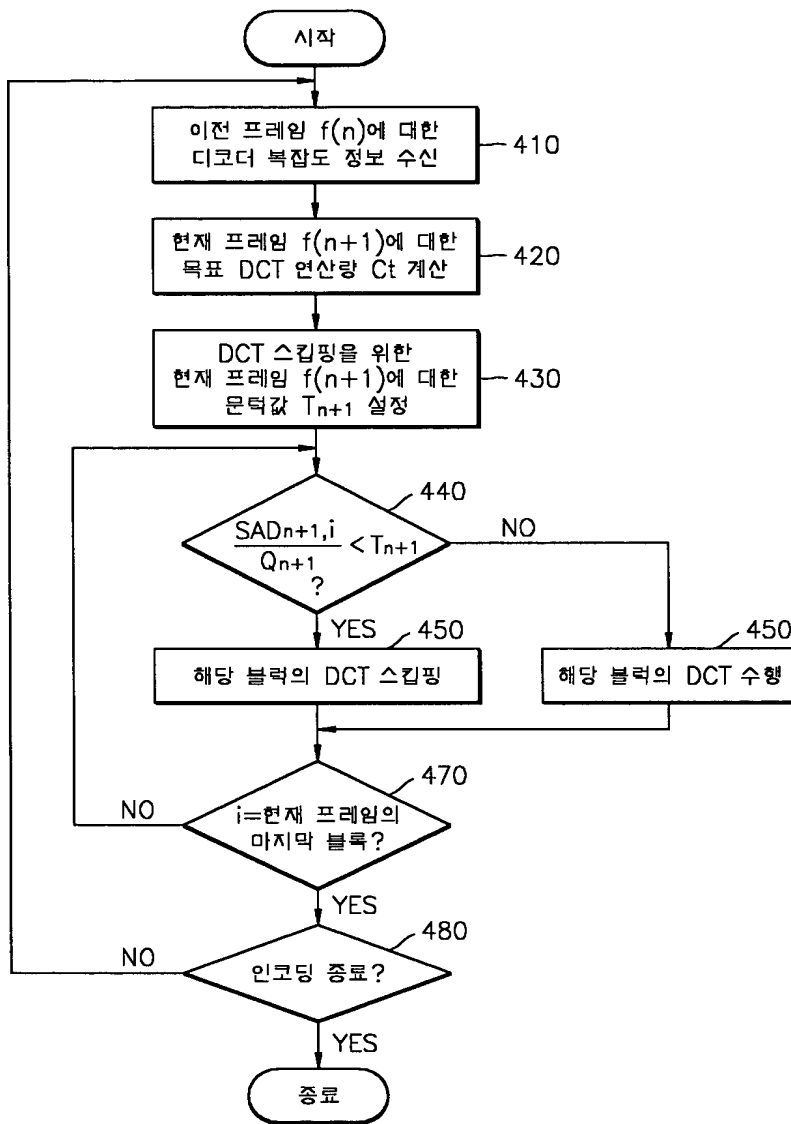 시작
이전 프레임 f(n)에 대한
디코더 복잡도 정보 수신
410
현재 프레임 f(n+1)에 대한
목표 DCT 연산량 Ct 계산
420
DCT 스킵핑을 위한
현재 프레임 f(n+1)에 대한
문턱값 Tn+1 설정
430
440
SADn+1,i
Qn+1
< Tn+1
?
NO
YES
450
해당 블럭의 DCT 스킵핑
450
해당 블럭의 DCT 수행
470
i=현재 프레임의
마지막 블록?
NO
YES
480
인코딩 종료?
NO
YES
종료